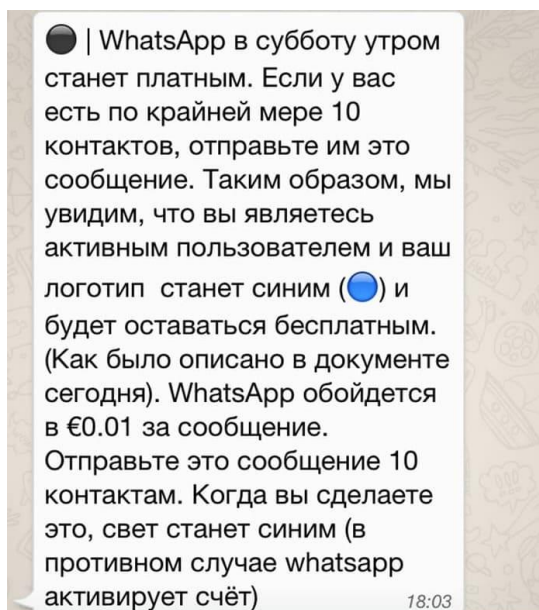 ⚫ | WhatsApp в субботу утром
станет платным. Если у вас
есть по крайней мере 10
контактов, отправьте им это
сообщение. Таким образом, мы
увидим, что вы являетесь
активным пользователем и ваш
логотип станет синим (🔵) и
будет оставаться бесплатным.
(Как было описано в документе
сегодня). WhatsApp обойдется
в €0.01 за сообщение.
Отправьте это сообщение 10
контактам. Когда вы сделаете
это, свет станет синим (в
противном случае whatsapp
активирует счёт)
18:03